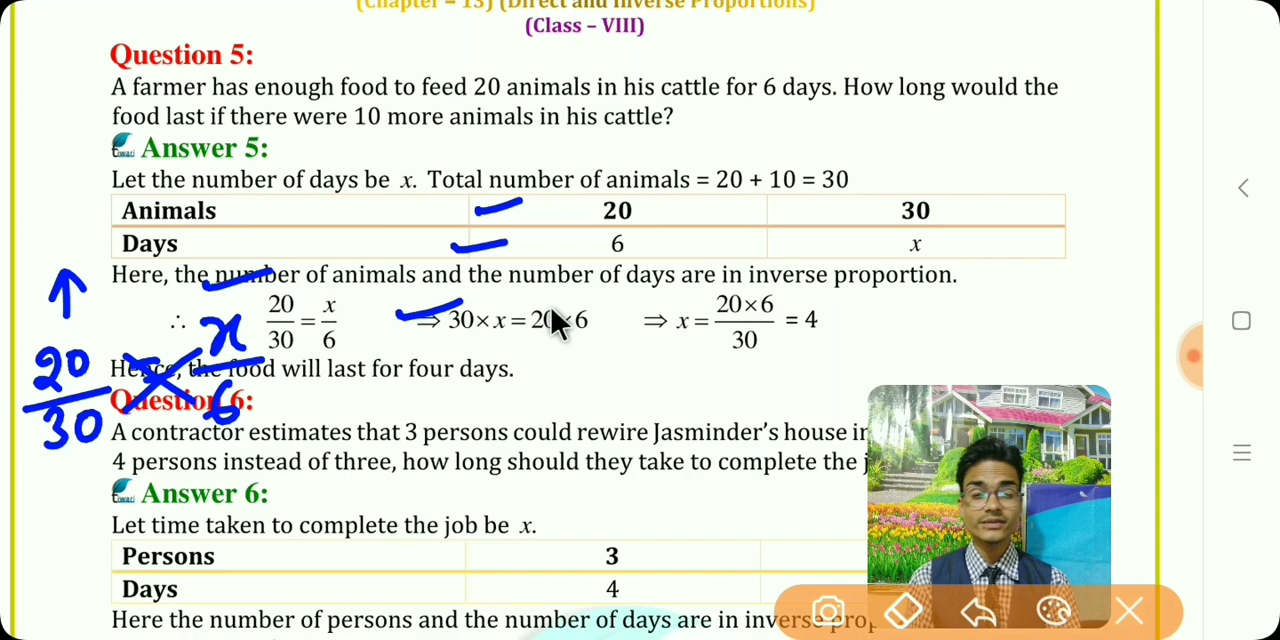 (Chapter – 13) (Direct and Inverse Proportions)
(Class – VIII)
Question 5:
A farmer has enough food to feed 20 animals in his cattle for 6 days. How long would the
food last if there were 10 more animals in his cattle?
Answer 5:
Let the number of days be x. Total number of animals = 20 + 10 = 30
Animals 20 30
Days 6 x
Here, the number of animals and the number of days are in inverse proportion.
∴ 20/30 = x/6 ⇒ 30 × x = 20 × 6 ⇒ x = 20 × 6/30 = 4
20/30 x/6
Hence, the food will last for four days.
Question 6:
A contractor estimates that 3 persons could rewire Jasminder's house in
4 persons instead of three, how long should they take to complete the
Answer 6:
Let time taken to complete the job be x.
Persons 3
Days 4
Here the number of persons and the number of days are in inverse